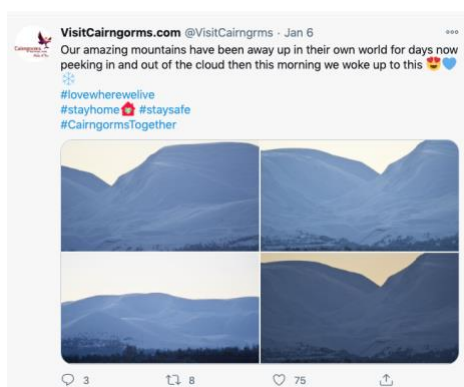 VisitCairngorms.com @VisitCairngrms · Jan 6
Our amazing mountains have been away up in their own world for days now
peeking in and out of the cloud then this morning we woke up to this 😍💙
❄️
#lovewherewelive
#stayhome🏠 #staysafe
#CairngormsTogether
3 8 75